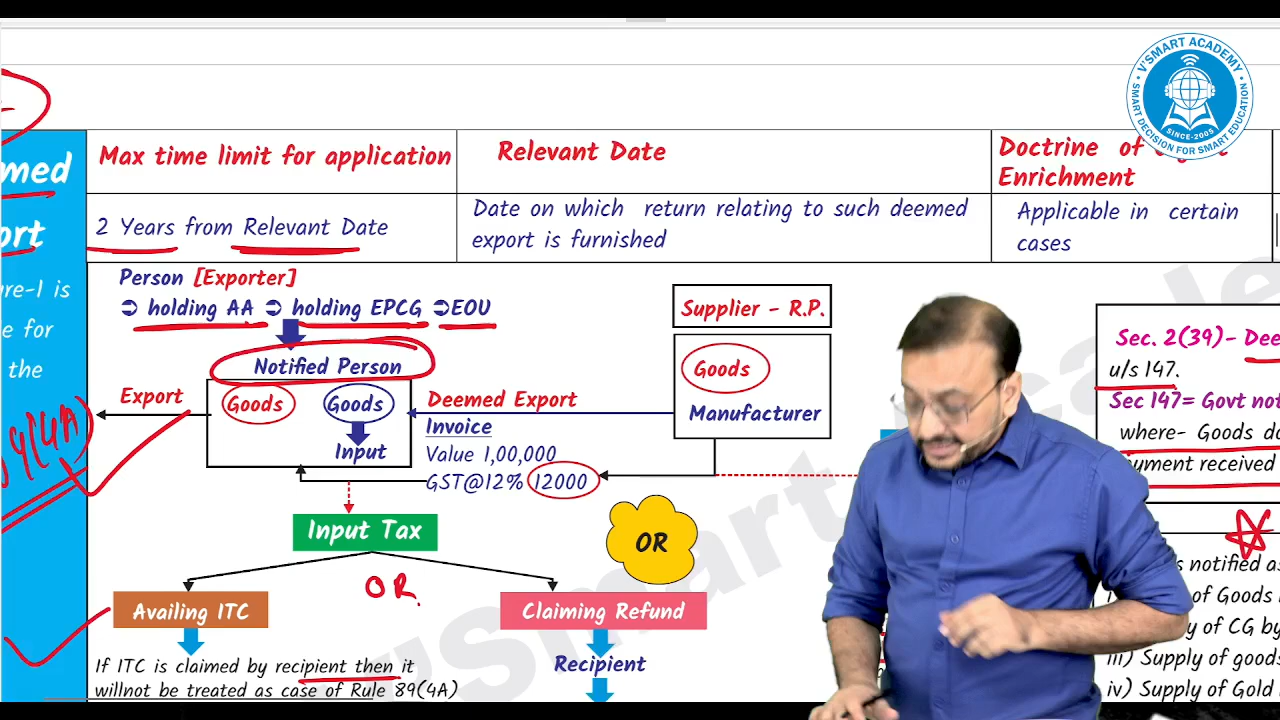 V'SMART ACADEMY
SMART DECISION FOR SMART EDUCATION
SINCE-2005
Max time limit for application
Relevant Date
Doctrine of
Enrichment
2 Years from Relevant Date
Date on which return relating to such deemed
export is furnished
Applicable in certain
cases
med
ort
re-I is
e for
the
Person [Exporter]
➲ holding AA ➲ holding EPCG ➲EOU
Notified Person
Export
Goods
Goods
Input
Deemed Export
Invoice
Value 1,00,000
GST@12% 12000
Supplier - R.P.
Goods
Manufacturer
Input Tax
OR
OR
Availing ITC
Claiming Refund
If ITC is claimed by recipient then it
willnot be treated as case of Rule 89(4A)
Recipient
Sec. 2(39)- Dee
u/s 147.
Sec 147= Govt not
where- Goods do
ument received
s notified as
of Goods
y of CG by
iii) Supply of goods
iv) Supply of Gold